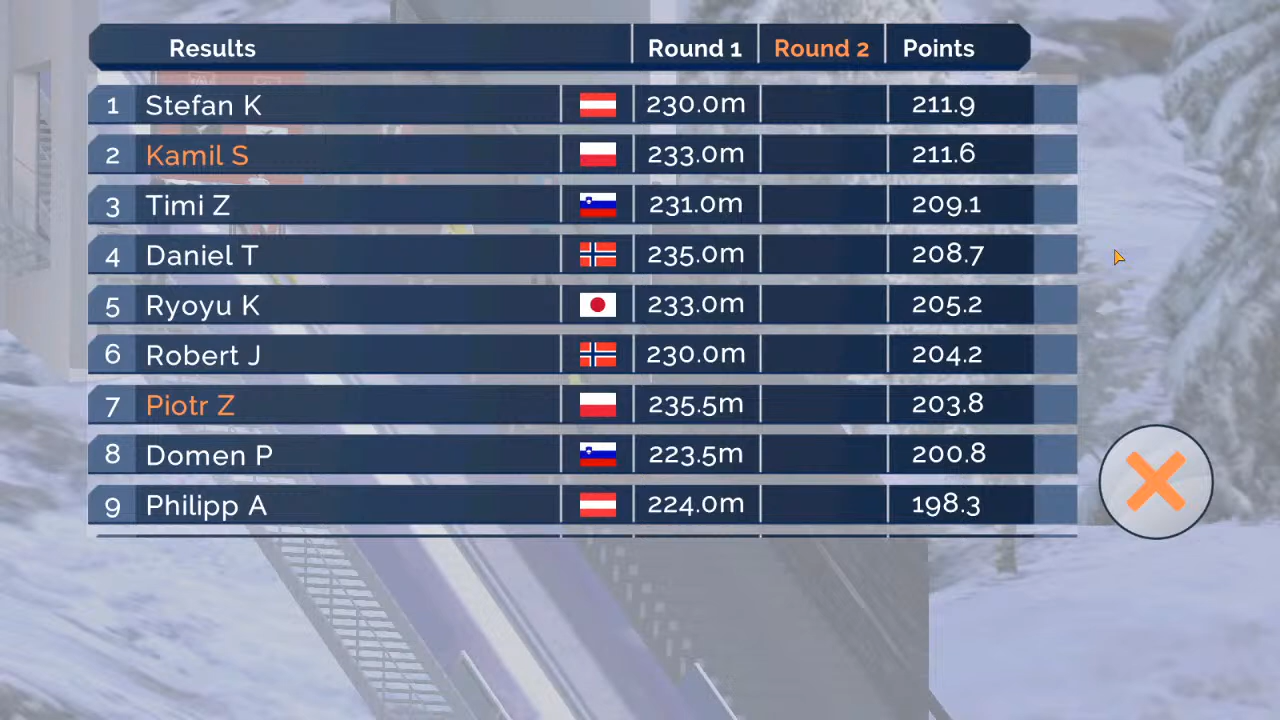 Results Round 1 Round 2 Points
1 Stefan K 230.0m 211.9
2 Kamil S 233.0m 211.6
3 Timi Z 231.0m 209.1
4 Daniel T 235.0m 208.7
5 Ryoyu K 233.0m 205.2
6 Robert J 230.0m 204.2
7 Piotr Z 235.5m 203.8
8 Domen P 223.5m 200.8
9 Philipp A 224.0m 198.3